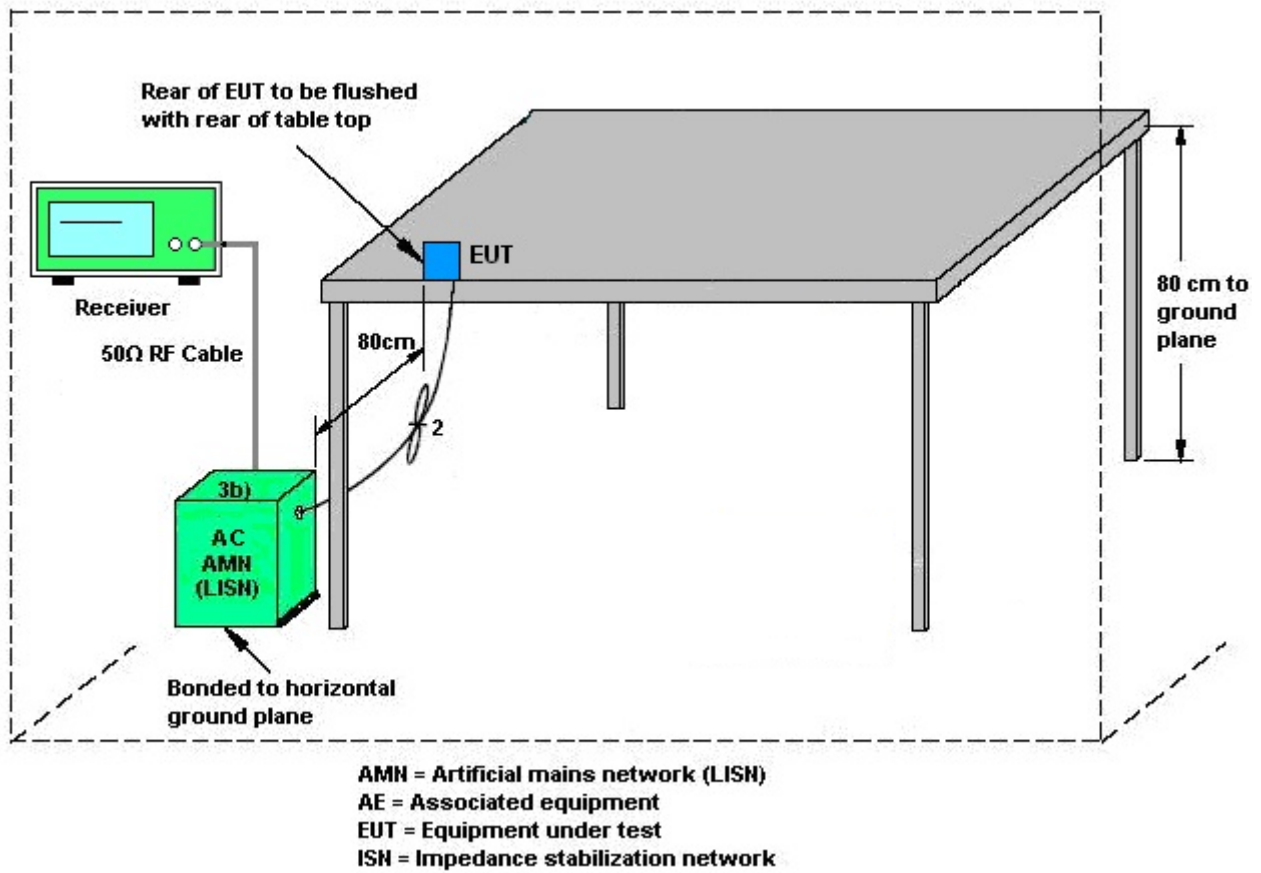 Rear of EUT to be flushed
with rear of table top
EUT
Receiver
50Ω RF Cable
80cm
80 cm to
ground
plane
2
3b)
AC
AMN
(LISN)
Bonded to horizontal
ground plane
AMN = Artificial mains network (LISN)
AE = Associated equipment
EUT = Equipment under test
ISN = Impedance stabilization network